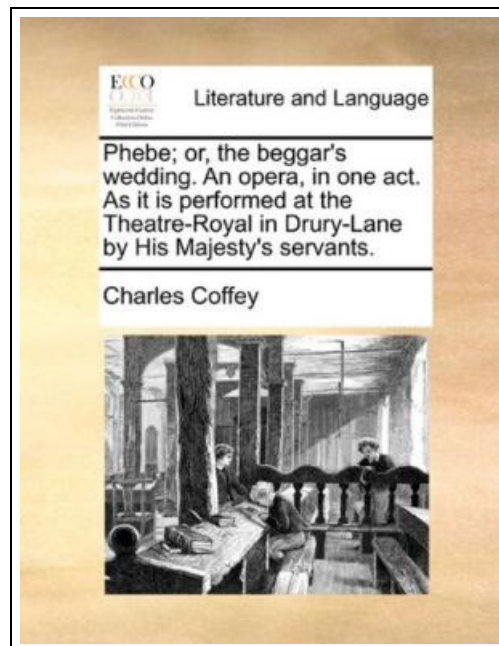 ECCO
Literature and Language
Phebe; or, the beggar's
wedding. An opera, in one act.
As it is performed at the
Theatre-Royal in Drury-Lane
by His Majesty's servants.
Charles Coffey